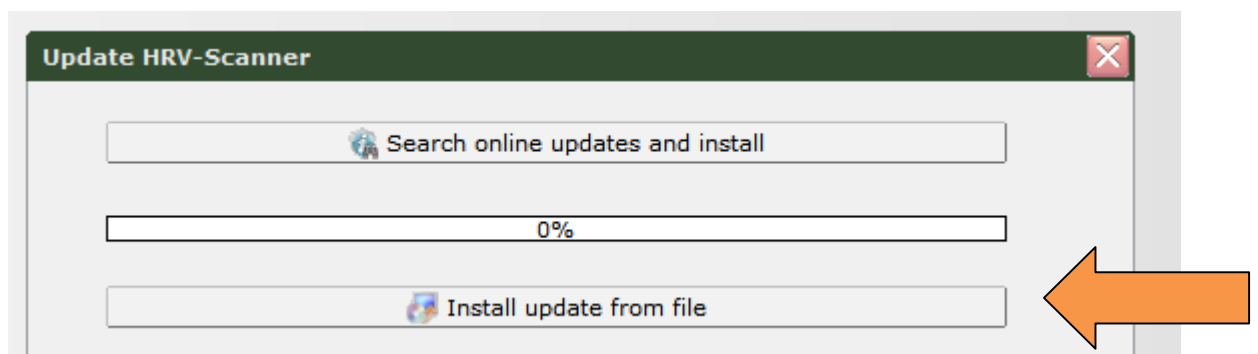 Update HRV-Scanner
Search online updates and install
0%
Install update from file